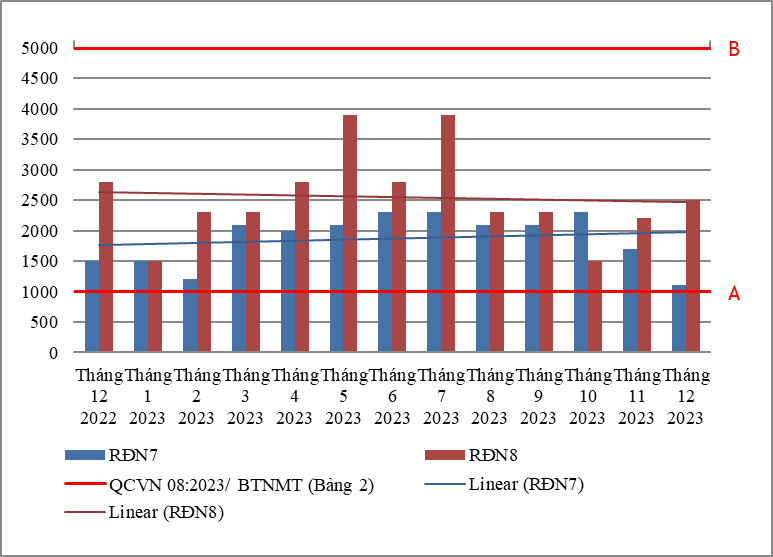 5000
4500
4000
3500
3000
2500
2000
1500
1000
500
0
B
A
Tháng 12 2022
Tháng 1 2023
Tháng 2 2023
Tháng 3 2023
Tháng 4 2023
Tháng 5 2023
Tháng 6 2023
Tháng 7 2023
Tháng 8 2023
Tháng 9 2023
Tháng 10 2023
Tháng 11 2023
Tháng 12 2023
RĐN7
RĐN8
QCVN 08:2023/ BTNMT (Bảng 2)
Linear (RĐN7)
Linear (RĐN8)